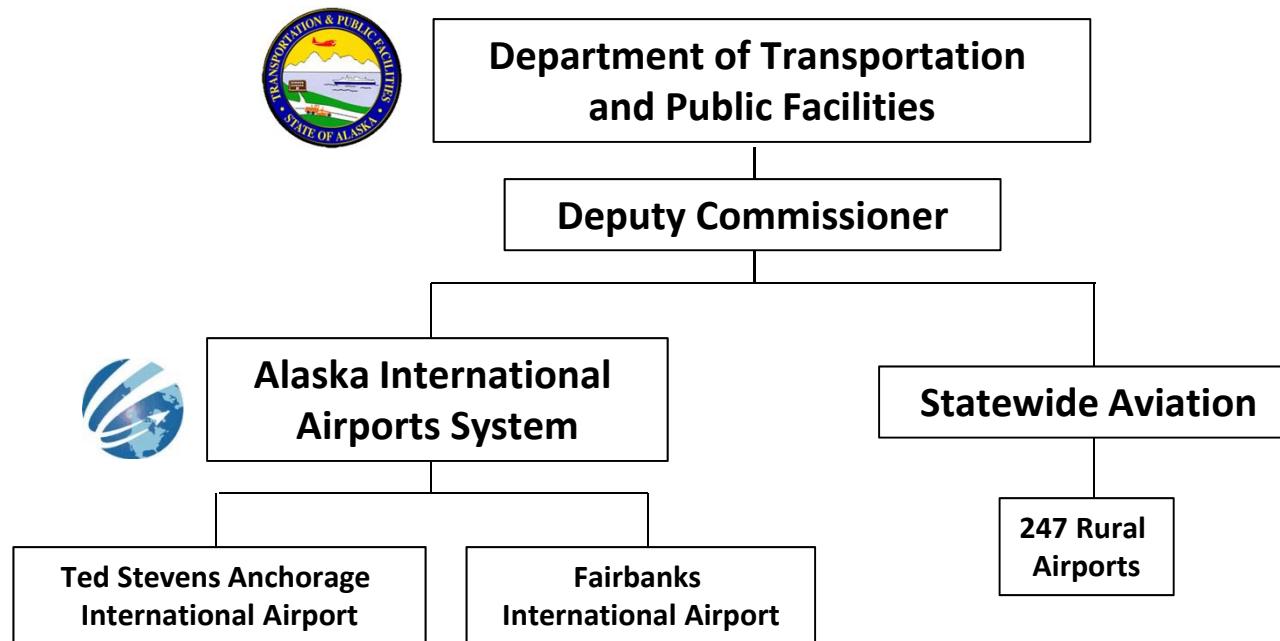 TRANSPORTATION & PUBLIC FACILITIES
STATE OF ALASKA
Department of Transportation
and Public Facilities
Deputy Commissioner
Alaska International
Airports System
Statewide Aviation
247 Rural
Airports
Ted Stevens Anchorage
International Airport
Fairbanks
International Airport